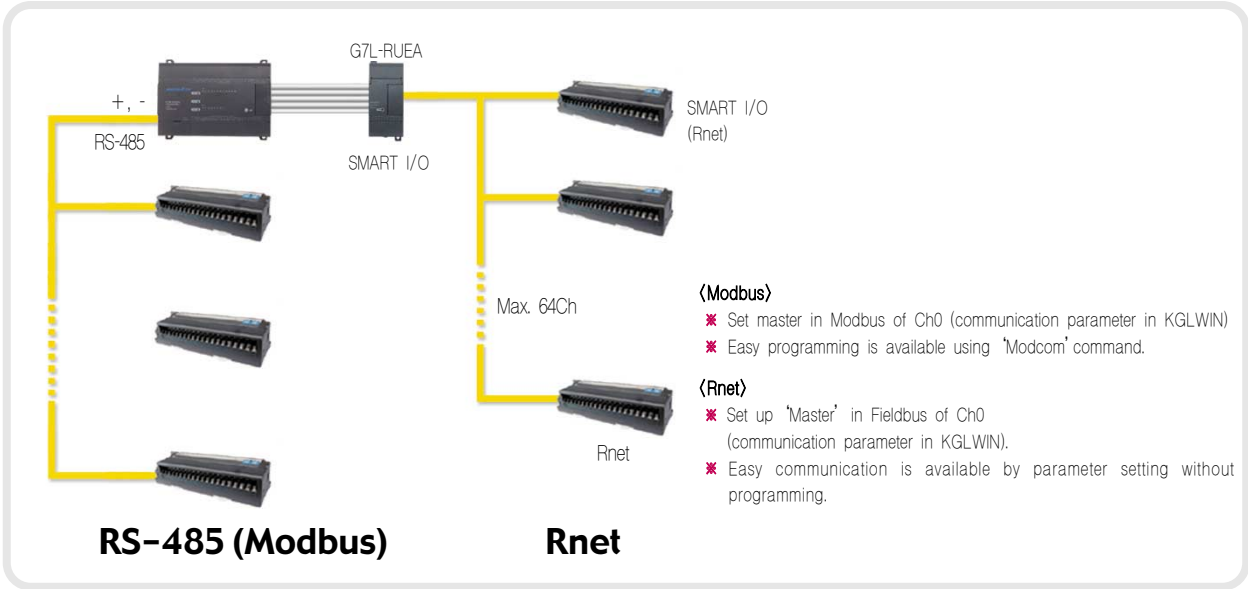 G7L-RUEA
+, -
RS-485
SMART I/O
SMART I/O
(Rnet)
Max. 64Ch
Rnet
〈Modbus〉
※ Set master in Modbus of Ch0 (communication parameter in KGLWIN)
※ Easy programming is available using 'Modcom' command.
〈Rnet〉
※ Set up 'Master' in Fieldbus of Ch0
(communication parameter in KGLWIN).
※ Easy communication is available by parameter setting without
programming.
RS-485 (Modbus)
Rnet